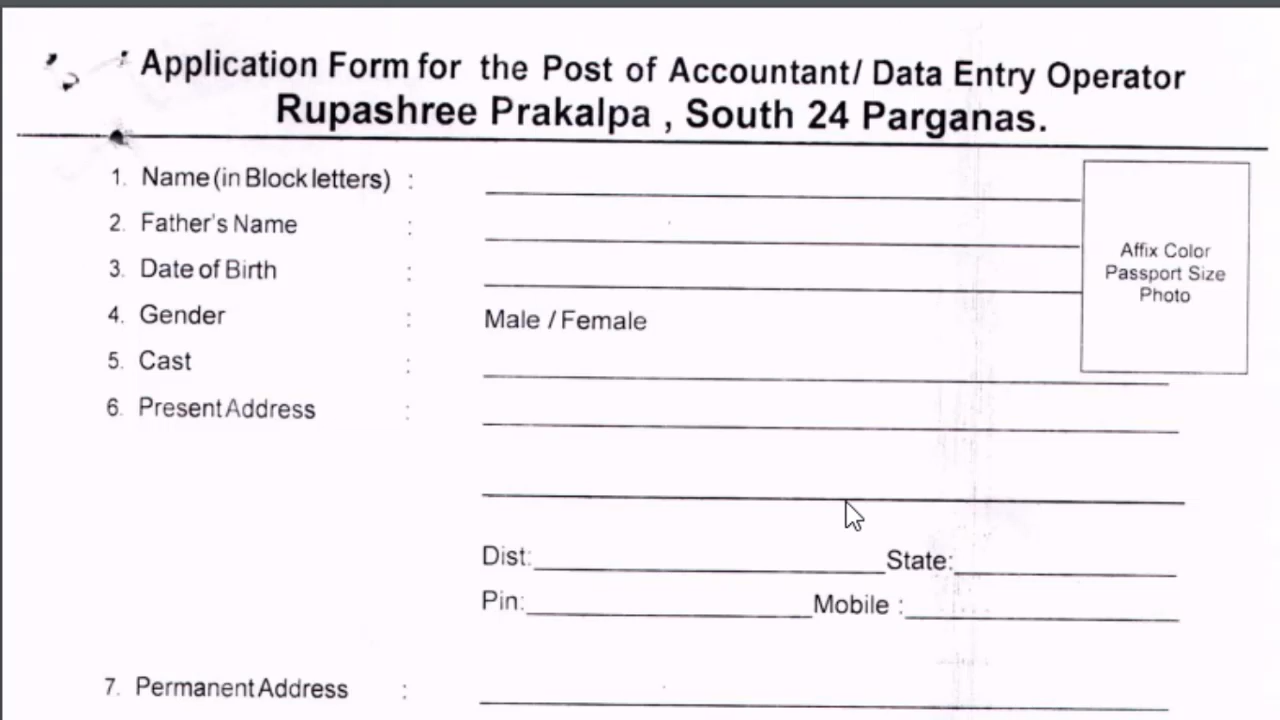 Application Form for the Post of Accountant/ Data Entry Operator
Rupashree Prakalpa , South 24 Parganas.
1. Name (in Block letters) :
2. Father's Name :
3. Date of Birth :
4. Gender : Male / Female
5. Cast :
6. Present Address :
Affix Color
Passport Size
Photo
Dist: State:
Pin: Mobile :
7. Permanent Address :